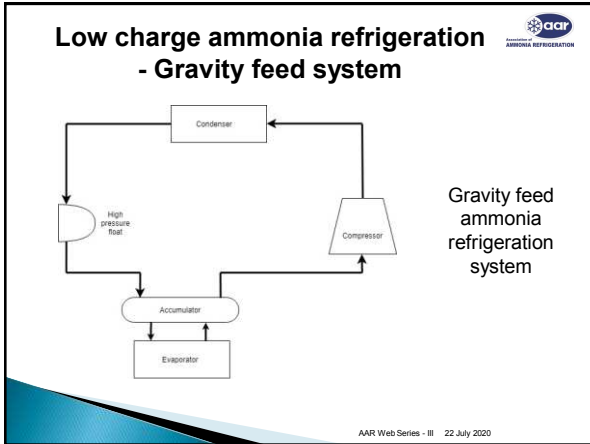 Low charge ammonia refrigeration
- Gravity feed system
aar
Association of
AMMONIA REFRIGERATION
Condenser
High
pressure
float
Compressor
Gravity feed
ammonia
refrigeration
system
Accumulator
Evaporator
AAR Web Series - III 22 July 2020